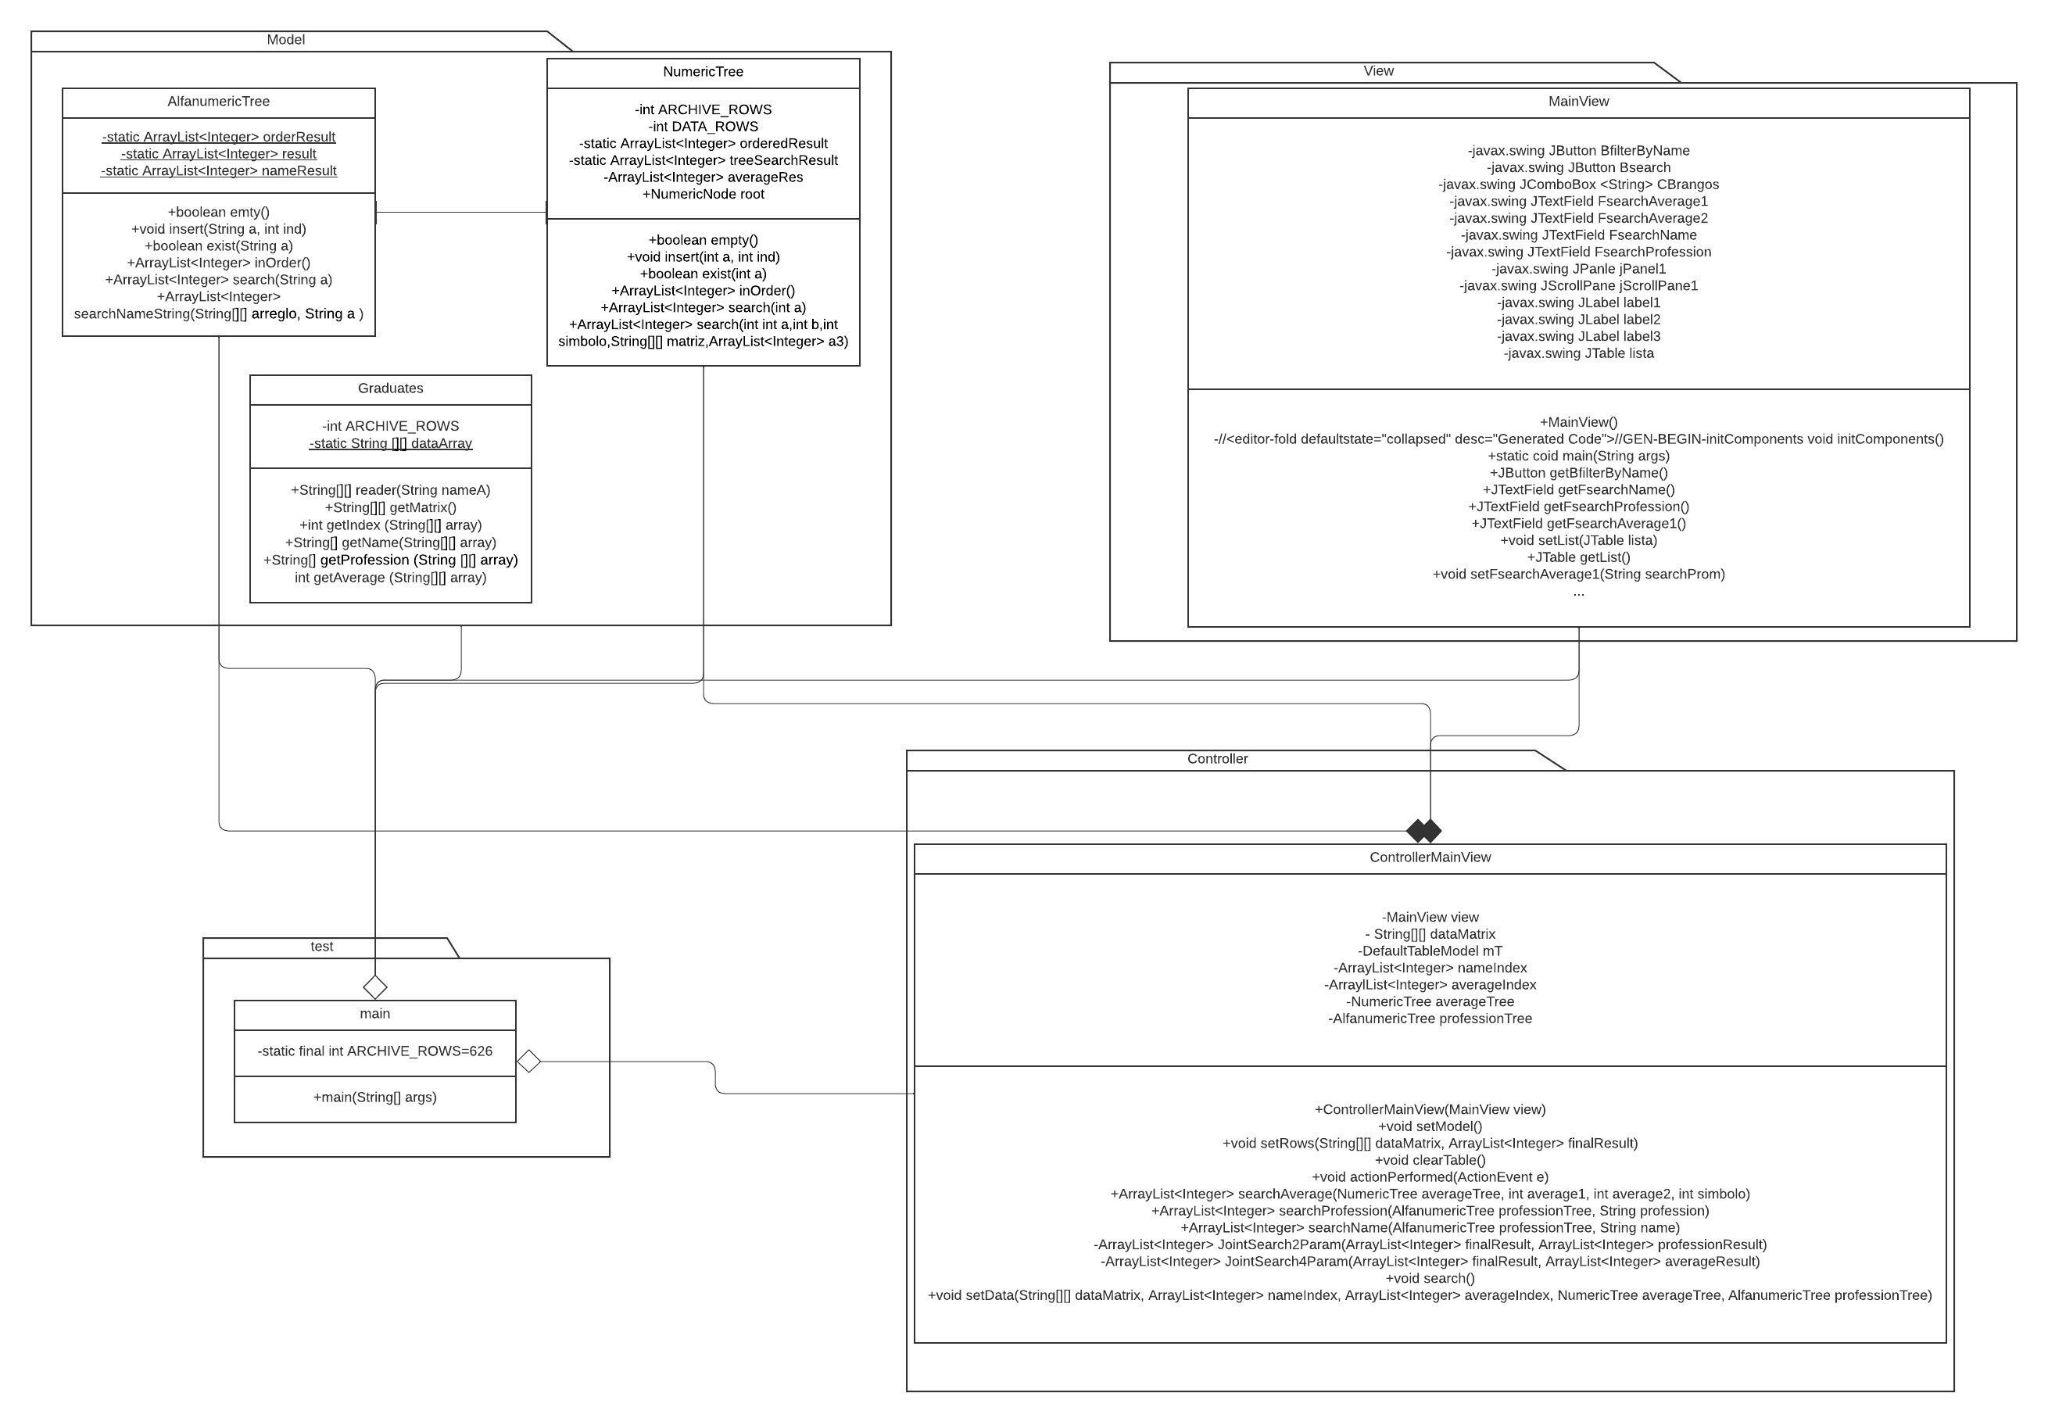 Model
AlfanumericTree
-static ArrayList<Integer> orderResult
-static ArrayList<Integer> result
-static ArrayList<Integer> nameResult
+boolean emty()
+void insert(String a, int ind)
+boolean exist(String a)
+ArrayList<Integer> inOrder()
+ArrayList<Integer> search(String a)
+ArrayList<Integer>
searchNameString(String[][] arreglo, String a )
NumericTree
-int ARCHIVE_ROWS
-int DATA_ROWS
-static ArrayList<Integer> orderedResult
-static ArrayList<Integer> treeSearchResult
-ArrayList<Integer> averageRes
+NumericNode root
+boolean empty()
+void insert(int a, int ind)
+boolean exist(int a)
+ArrayList<Integer> inOrder()
+ArrayList<Integer> search(int a)
+ArrayList<Integer> search(int int a,int b,int
simbolo,String[][] matriz,ArrayList<Integer> a3)
Graduates
-int ARCHIVE_ROWS
-static String [][] dataArray
+String[][] reader(String nameA)
+String[][] getMatrix()
+int getIndex (String[][] array)
+String[] getName(String[][] array)
+String[] getProfession (String [][] array)
int getAverage (String[][] array)
View
MainView
-javax.swing JButton BfilterByName
-javax.swing JButton Bsearch
-javax.swing JComboBox <String> CBrangos
-javax.swing JTextField FsearchAverage1
-javax.swing JTextField FsearchAverage2
-javax.swing JTextField FsearchName
-javax.swing JTextField FsearchProfession
-javax.swing JPanle jPanel1
-javax.swing JScrollPane jScrollPane1
-javax.swing JLabel label1
-javax.swing JLabel label2
-javax.swing JLabel label3
-javax.swing JTable lista
+MainView()
-//<editor-fold defaultstate="collapsed" desc="Generated Code">//GEN-BEGIN-initComponents void initComponents()
+static coid main(String args)
+JButton getBfilterByName()
+JTextField getFsearchName()
+JTextField getFsearchProfession()
+JTextField getFsearchAverage1()
+void setList(JTable lista)
+JTable getList()
+void setFsearchAverage1(String searchProm)
...
Controller
ControllerMainView
-MainView view
- String[][] dataMatrix
-DefaultTableModel mT
-ArrayList<Integer> nameIndex
-ArraylList<Integer> averageIndex
-NumericTree averageTree
-AlfanumericTree professionTree
+ControllerMainView(MainView view)
+void setModel()
+void setRows(String[][] dataMatrix, ArrayList<Integer> finalResult)
+void clearTable()
+void actionPerformed(ActionEvent e)
+ArrayList<Integer> searchAverage(NumericTree averageTree, int average1, int average2, int simbolo)
+ArrayList<Integer> searchProfession(AlfanumericTree professionTree, String profession)
+ArrayList<Integer> searchName(AlfanumericTree professionTree, String name)
-ArrayList<Integer> JointSearch2Param(ArrayList<Integer> finalResult, ArrayList<Integer> professionResult)
-ArrayList<Integer> JointSearch4Param(ArrayList<Integer> finalResult, ArrayList<Integer> averageResult)
+void search()
+void setData(String[][] dataMatrix, ArrayList<Integer> nameIndex, ArrayList<Integer> averageIndex, NumericTree averageTree, AlfanumericTree professionTree)
test
main
-static final int ARCHIVE_ROWS=626
+main(String[] args)